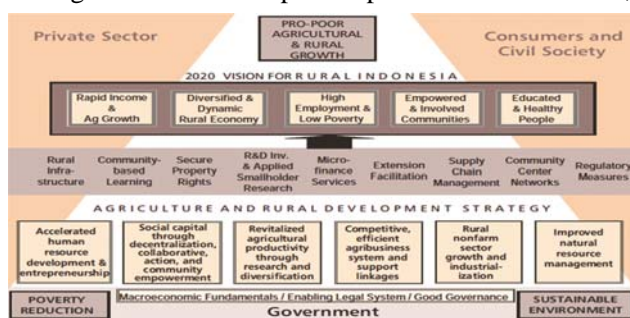 Private Sector
PRO-POOR
AGRICULTURAL
& RURAL
GROWTH
Consumers and
Civil Society
2020 VISION FOR RURAL INDONESIA
Rapid Income
&
Ag Growth
Diversified &
Dynamic
Rural Economy
High
Employment &
Low Poverty
Empowered
& Involved
Communities
Educated
& Healthy
People
Rural
Infra-
structure
Community-
based
Learning
Secure
Property
Rights
R&D Inv.
& Applied
Smallholder
Research
Micro-
finance
Services
Extension
Facilitation
Supply
Chain
Management
Community
Center
Networks
Regulatory
Measures
AGRICULTURE AND RURAL DEVELOPMENT STRATEGY
Accelerated
human
resource
development &
entrepreneurship
Social capital
through
decentralization,
collaborative,
action, and
community
empowerment
Revitalized
agricultural
productivity
through
research and
diversification
Competitive,
efficient
agribusiness
system and
support
linkages
Rural
nonfarm
sector
growth and
industrial-
ization
Improved
natural
resource
management
POVERTY
REDUCTION
Macroeconomic Fundamentals / Enabling Legal System / Good Governance
Government
SUSTAINABLE
ENVIRONMENT